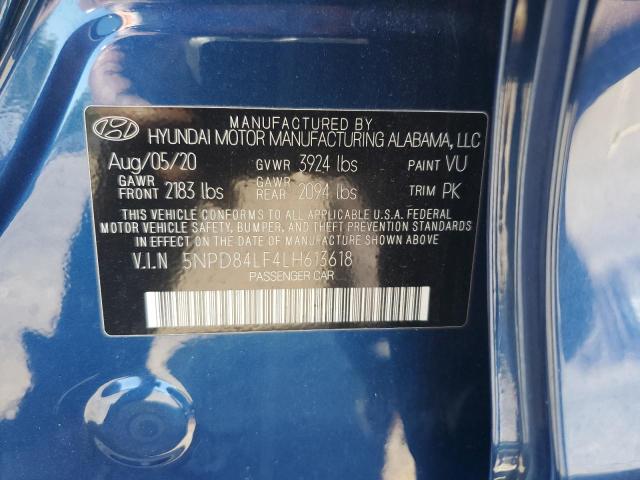 MANUFACTURED BY
HYUNDAI MOTOR MANUFACTURING ALABAMA, LLC
Aug/05/20 GVWR 3924 lbs PAINT VU
GAWR FRONT 2183 lbs GAWR REAR 2094 lbs TRIM PK
THIS VEHICLE CONFORMS TO ALL APPLICABLE U.S.A. FEDERAL
MOTOR VEHICLE SAFETY, BUMPER, AND THEFT PREVENTION STANDARDS
IN EFFECT ON THE DATE OF MANUFACTURE SHOWN ABOVE
V.I.N 5NPD84LF4LH613618
PASSENGER CAR